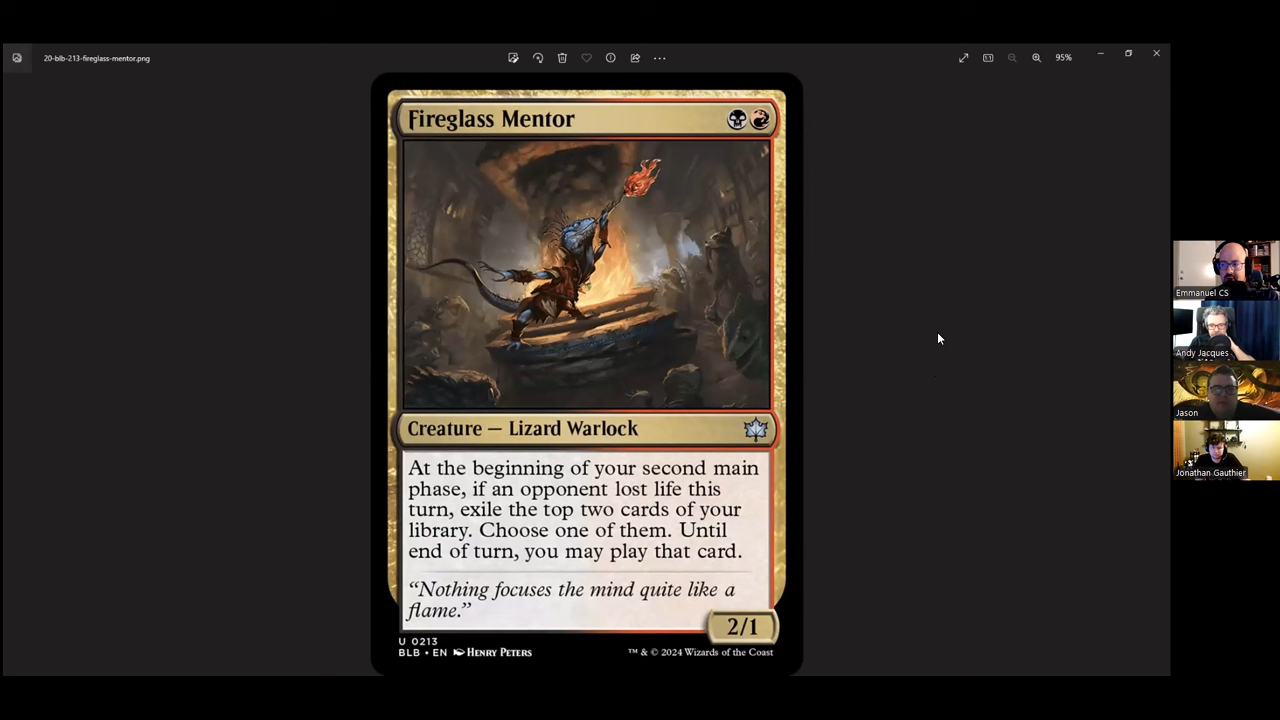 20-blb-213-fireglass-mentor.png
95%
Fireglass Mentor
Creature — Lizard Warlock
At the beginning of your second main
phase, if an opponent lost life this
turn, exile the top two cards of your
library. Choose one of them. Until
end of turn, you may play that card.
“Nothing focuses the mind quite like a
flame.”
2/1
U 0213
BLB • EN HENRY PETERS
™ & © 2024 Wizards of the Coast
Emmanuel CS
Andy Jacques
Jason
Jonathan Gauthier